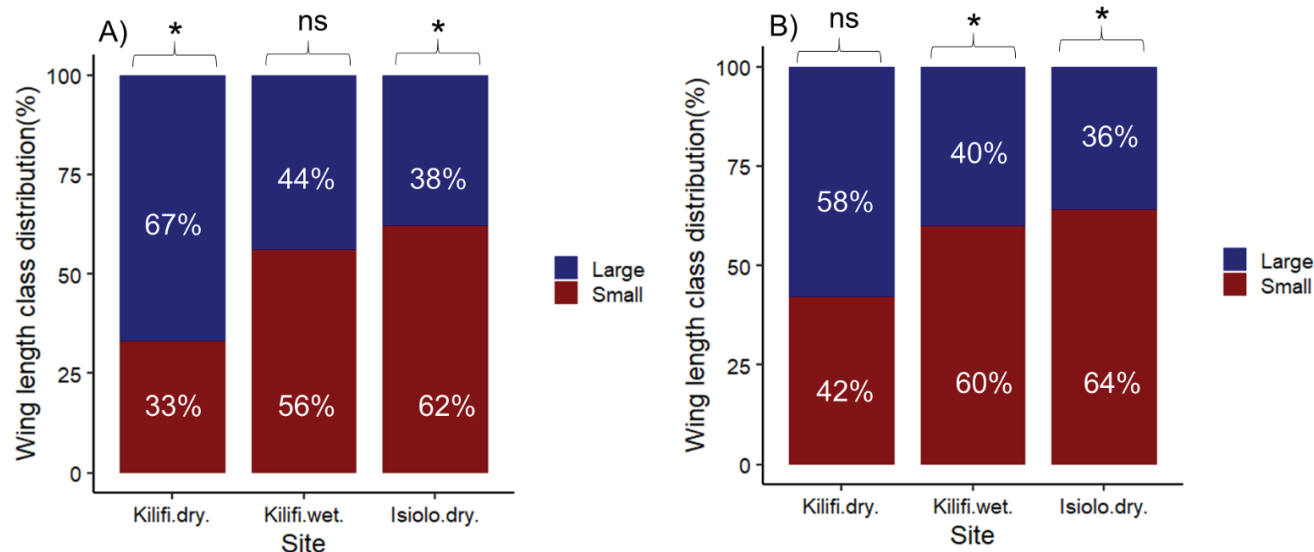 A)
* ns *
Wing length class distribution(%)
100
75
50
25
0
67% 44% 38%
33% 56% 62%
Kilifi.dry. Kilifi.wet. Isiolo.dry.
Site
Large
Small
B)
ns * *
Wing length class distribution(%)
100
75
50
25
0
58% 40% 36%
42% 60% 64%
Kilifi.dry. Kilifi.wet. Isiolo.dry.
Site
Large
Small